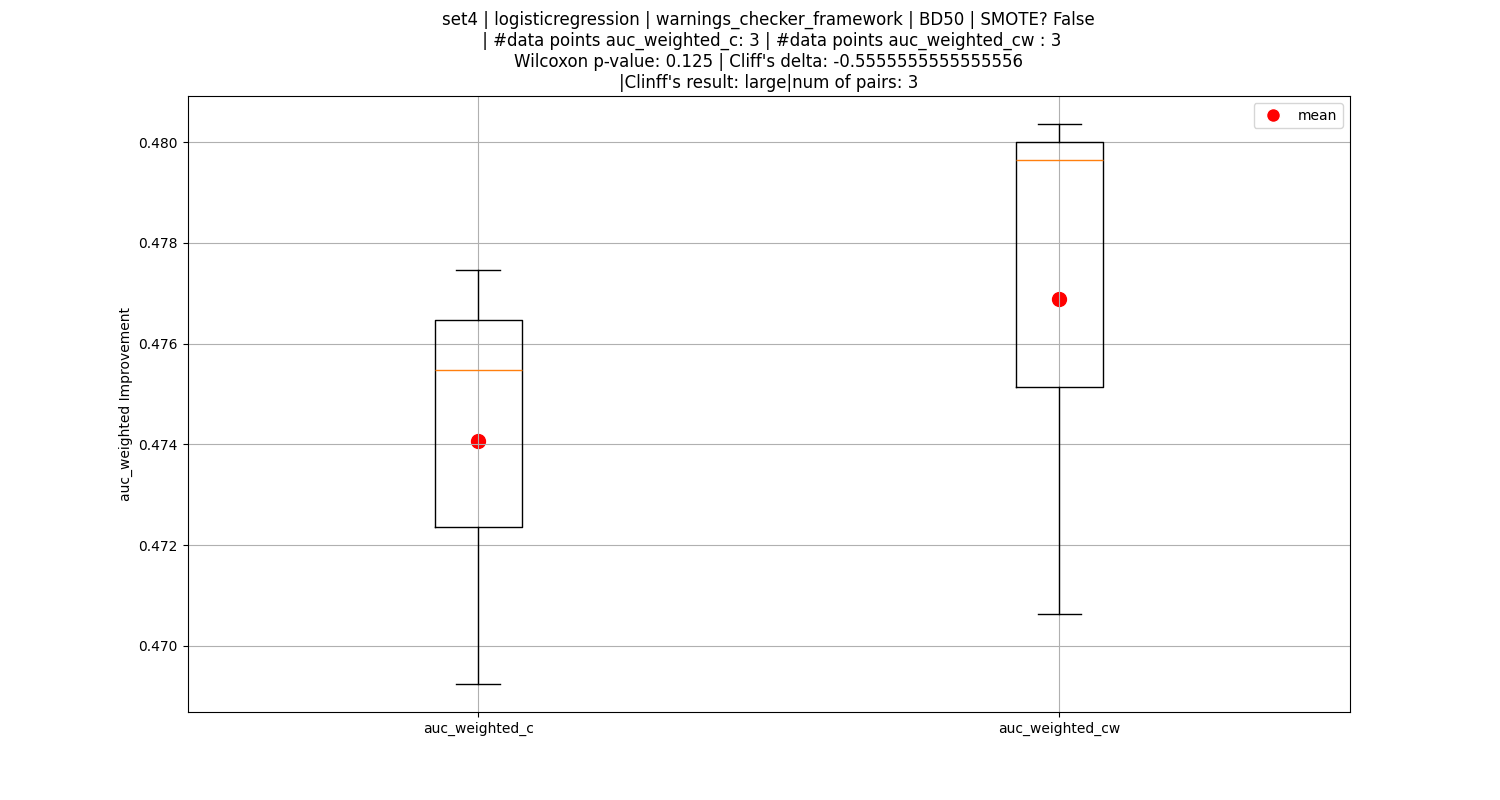 set4 | logisticregression | warnings_checker_framework | BD50 | SMOTE? False
| #data points auc_weighted_c: 3 | #data points auc_weighted_cw : 3
Wilcoxon p-value: 0.125 | Cliff's delta: -0.5555555555555556
|Clinff's result: large|num of pairs: 3
mean
0.480
0.478
0.476
0.474
0.472
0.470
auc_weighted Improvement
auc_weighted_c
auc_weighted_cw